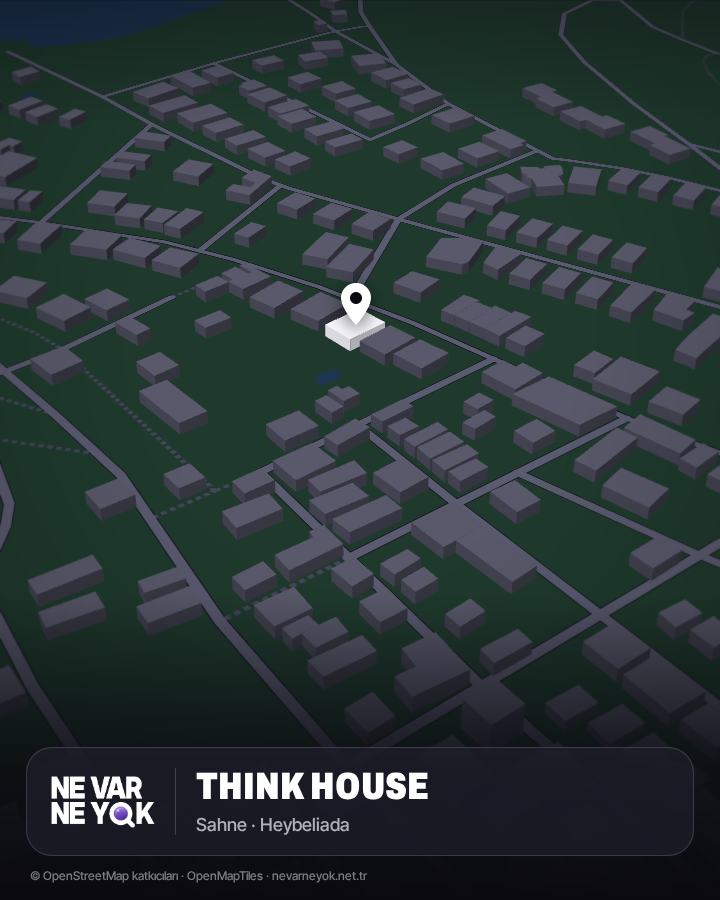 NE VAR
NE YOK
THINK HOUSE
Sahne · Heybeliada
© OpenStreetMap katkıcıları · OpenMapTiles · nevarneyok.net.tr